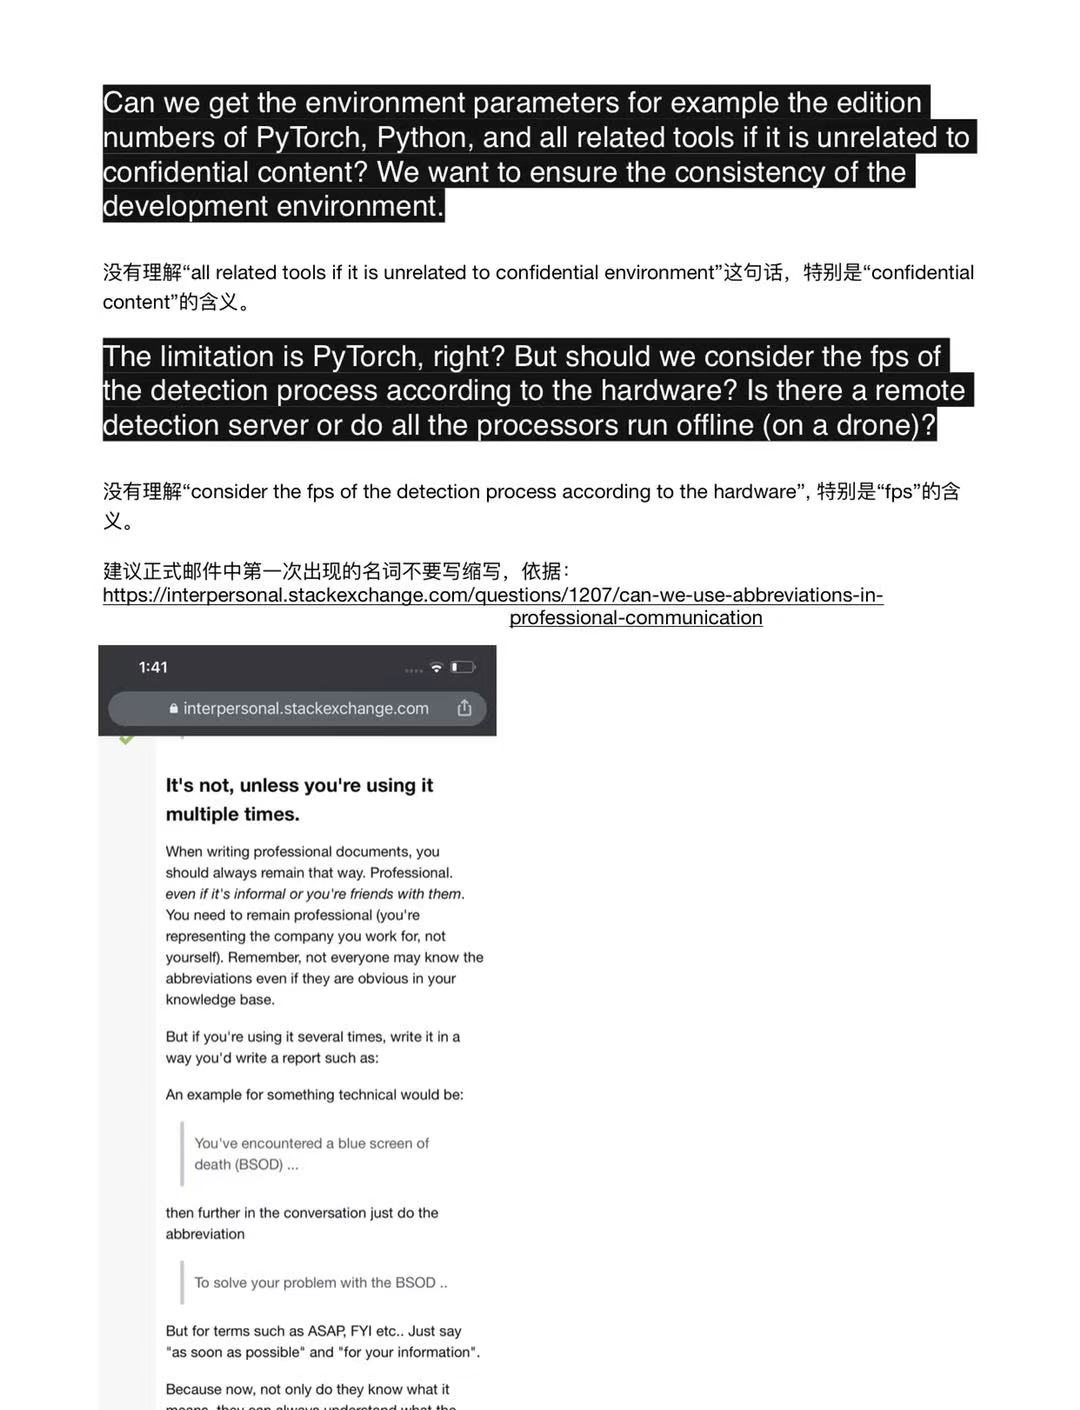 Can we get the environment parameters for example the edition
numbers of PyTorch, Python, and all related tools if it is unrelated to
confidential content? We want to ensure the consistency of the
development environment.
没有理解“all related tools if it is unrelated to confidential environment”这句话，特别是“confidential
content”的含义。
The limitation is PyTorch, right? But should we consider the fps of
the detection process according to the hardware? Is there a remote
detection server or do all the processors run offline (on a drone)?
没有理解“consider the fps of the detection process according to the hardware”, 特别是“fps”的含
义。
建议正式邮件中第一次出现的名词不要写缩写，依据：
https://interpersonal.stackexchange.com/questions/1207/can-we-use-abbreviations-in-
professional-communication
1:41
interpersonal.stackexchange.com
It's not, unless you're using it
multiple times.
When writing professional documents, you
should always remain that way. Professional.
even if it's informal or you're friends with them.
You need to remain professional (you're
representing the company you work for, not
yourself). Remember, not everyone may know the
abbreviations even if they are obvious in your
knowledge base.
But if you're using it several times, write it in a
way you'd write a report such as:
An example for something technical would be:
You've encountered a blue screen of
death (BSOD) ...
then further in the conversation just do the
abbreviation
To solve your problem with the BSOD ..
But for terms such as ASAP, FYI etc.. Just say
"as soon as possible" and "for your information".
Because now, not only do they know what it
means, they can always understand what the